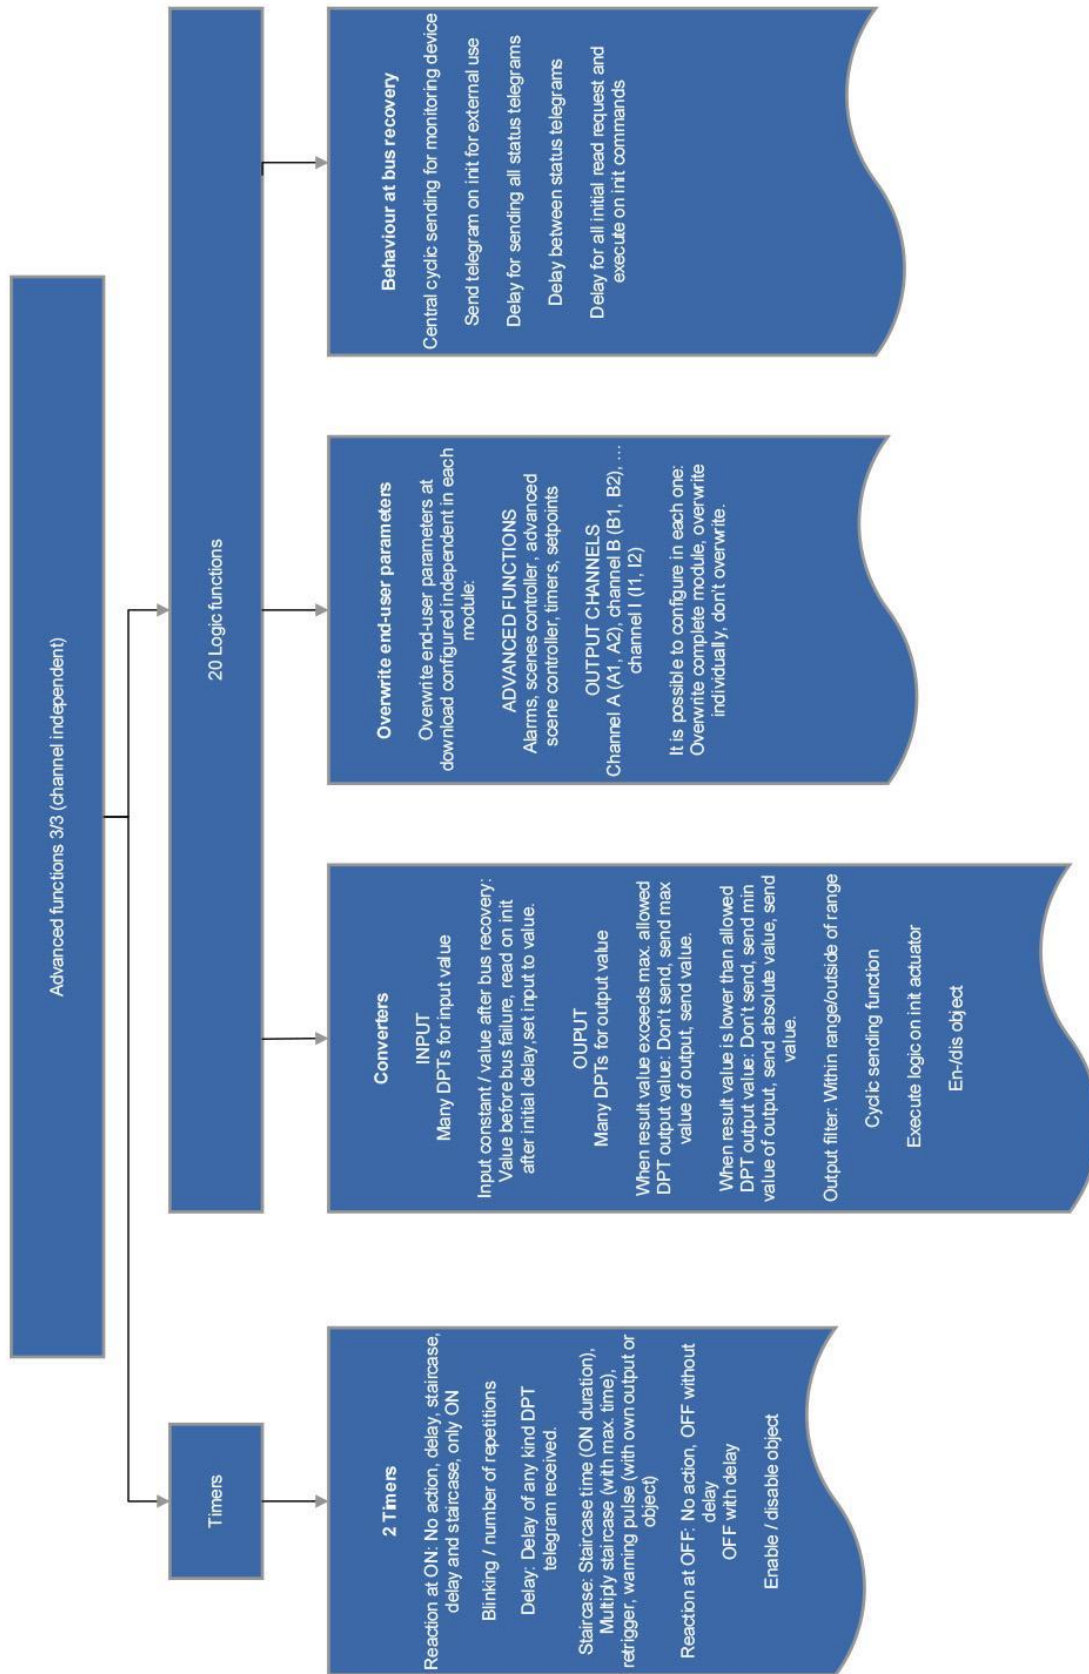 Advanced functions 3/3 (channel independent)
Timers
20 Logic functions
2 Timers
Reaction at ON: No action, delay, staircase,
delay and staircase, only ON
Blinking / number of repetitions
Delay: Delay of any kind DPT
telegram received.
Staircase: Staircase time (ON duration),
Multiply staircase (with max. time),
retrigger, warning pulse (with own output or
object)
Reaction at OFF: No action, OFF without
delay
OFF with delay
Enable / disable object
Converters
INPUT
Many DPTs for input value
Input constant / value after bus recovery:
Value before bus failure, read on init
after initial delay,set input to value.
OUPUT
Many DPTs for output value
When result value exceeds max. allowed
DPT output value: Don't send, send max
value of output, send value.
When result value is lower than allowed
DPT output value: Don't send, send min
value of output, send absolute value, send
value.
Output filter: Within range/outside of range
Cyclic sending function
Execute logic on init actuator
En-/dis object
Overwrite end-user parameters
Overwrite end-user parameters at
download configured independent in each
module:
ADVANCED FUNCTIONS
Alarms, scenes controller , advanced
scene controller, timers, setpoints
OUTPUT CHANNELS
Channel A (A1, A2), channel B (B1, B2), …
channel I (I1, I2)
It is possible to configure in each one:
Overwrite complete module, overwrite
individually, don't overwrite.
Behaviour at bus recovery
Central cyclic sending for monitoring device
Send telegram on init for external use
Delay for sending all status telegrams
Delay between status telegrams
Delay for all initial read request and
execute on init commands